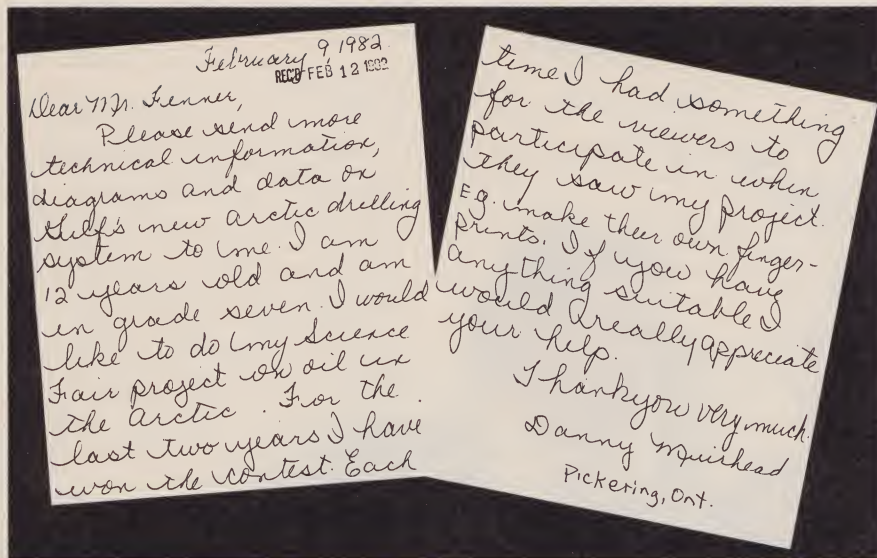 February 9, 1982.
REC'D FEB 12 1982
Dear Mr. Fenner,
Please send more
technical information,
diagrams and data on
Gulf's new arctic drilling
system to me. I am
12 years old and am
in grade seven. I would
like to do my Science
Fair project on oil in
the arctic. For the
last two years I have
won the contest. Each
time I had something
for the viewers to
participate in when
they saw my project.
E.g. make their own finger-
prints. If you have
anything suitable I
would really appreciate
your help.
Thankyou very much.
Danny Muirhead
Pickering, Ont.